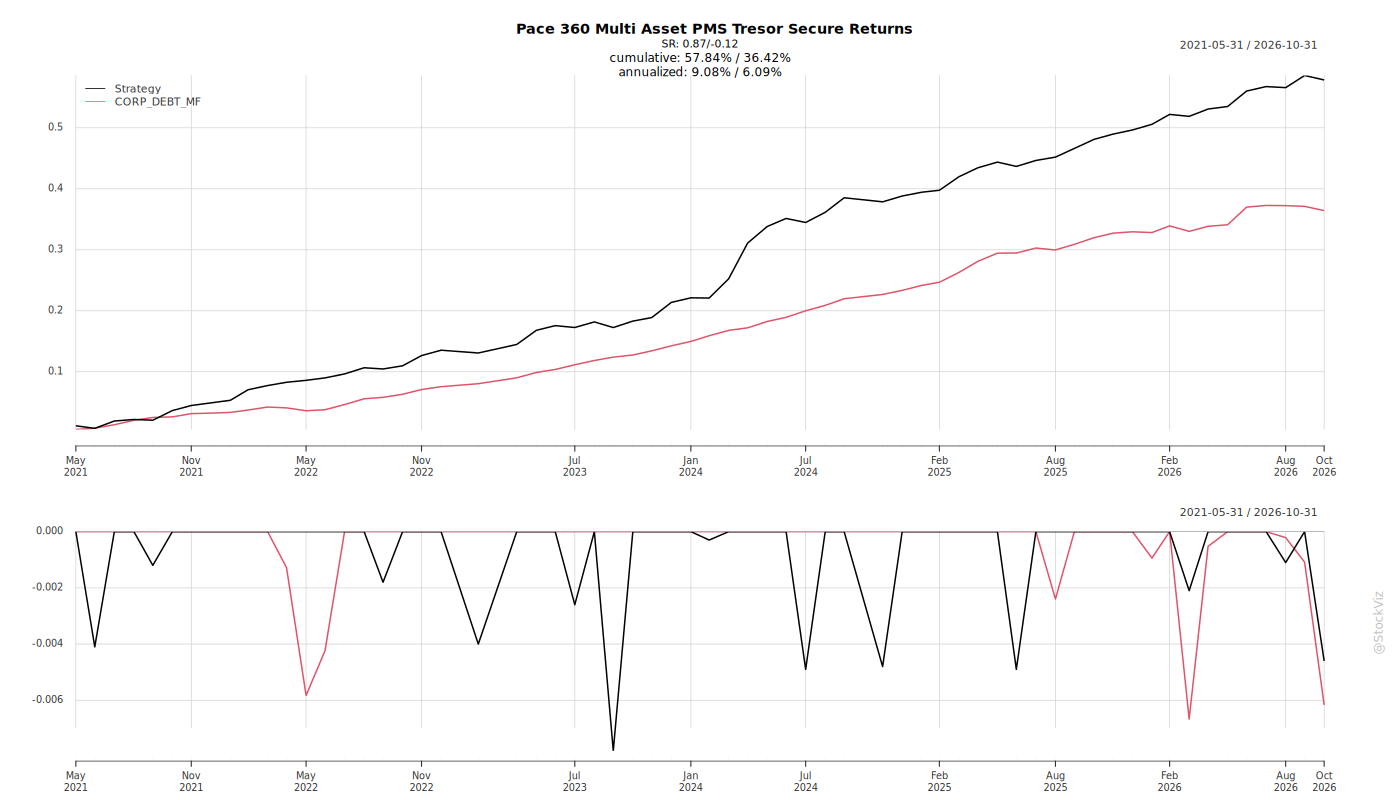 Pace 360 Multi Asset PMS Tresor Secure Returns
SR: 0.87/-0.12
cumulative: 57.84% / 36.42%
annualized: 9.08% / 6.09%
2021-05-31 / 2026-10-31
Strategy
CORP_DEBT_MF
0.5
0.4
0.3
0.2
0.1
May Nov May Nov Jul Jan Jul Feb Aug Feb Aug Oct
2021 2021 2022 2022 2023 2024 2024 2025 2025 2026 2026 2026
2021-05-31 / 2026-10-31
0.000
-0.002
-0.004
-0.006
May Nov May Nov Jul Jan Jul Feb Aug Feb Aug Oct
2021 2021 2022 2022 2023 2024 2024 2025 2025 2026 2026 2026
@StockViz